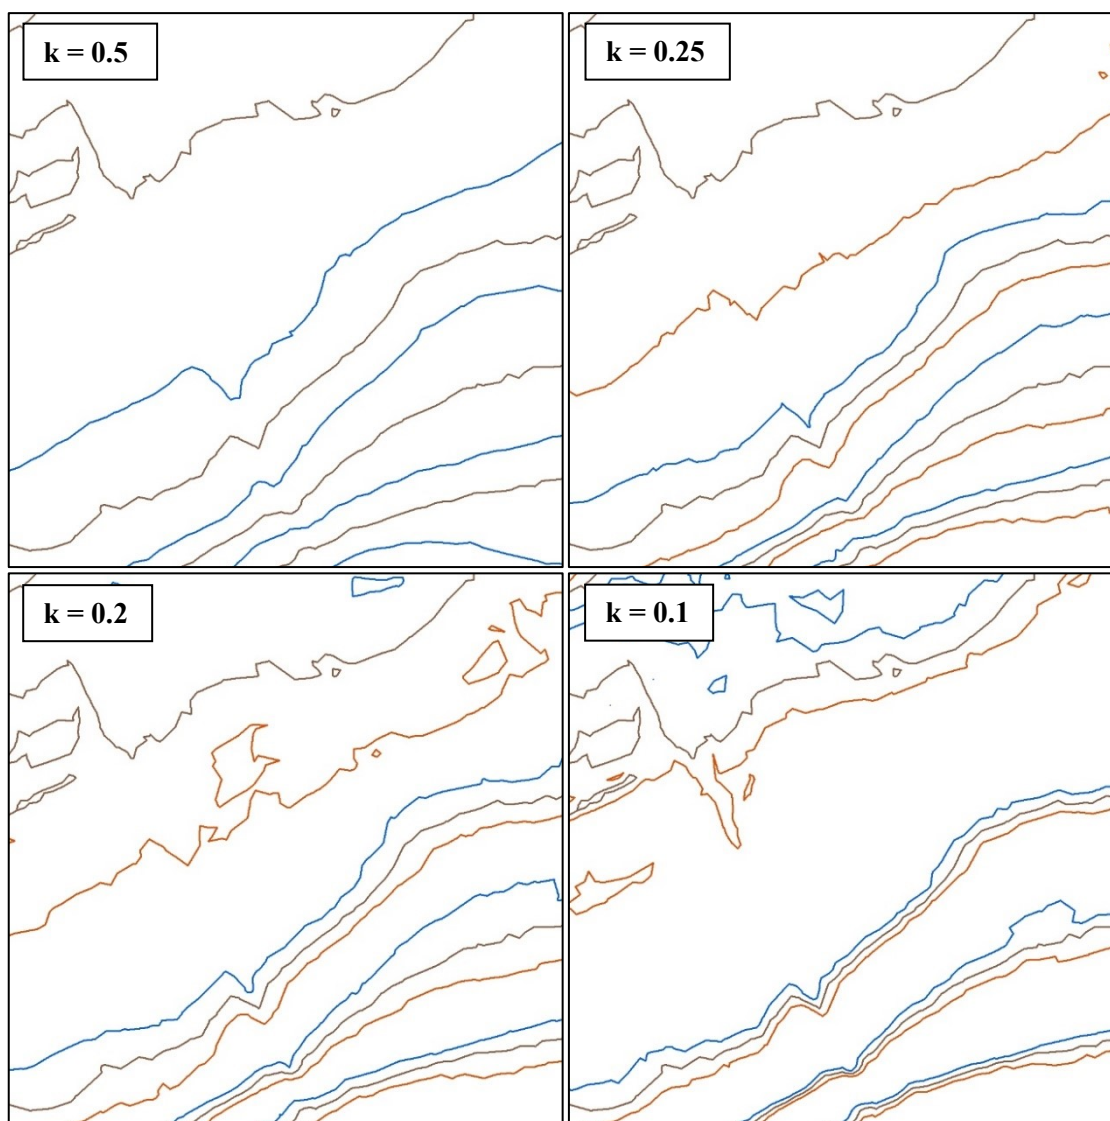 k = 0.5
k = 0.25
k = 0.2
k = 0.1